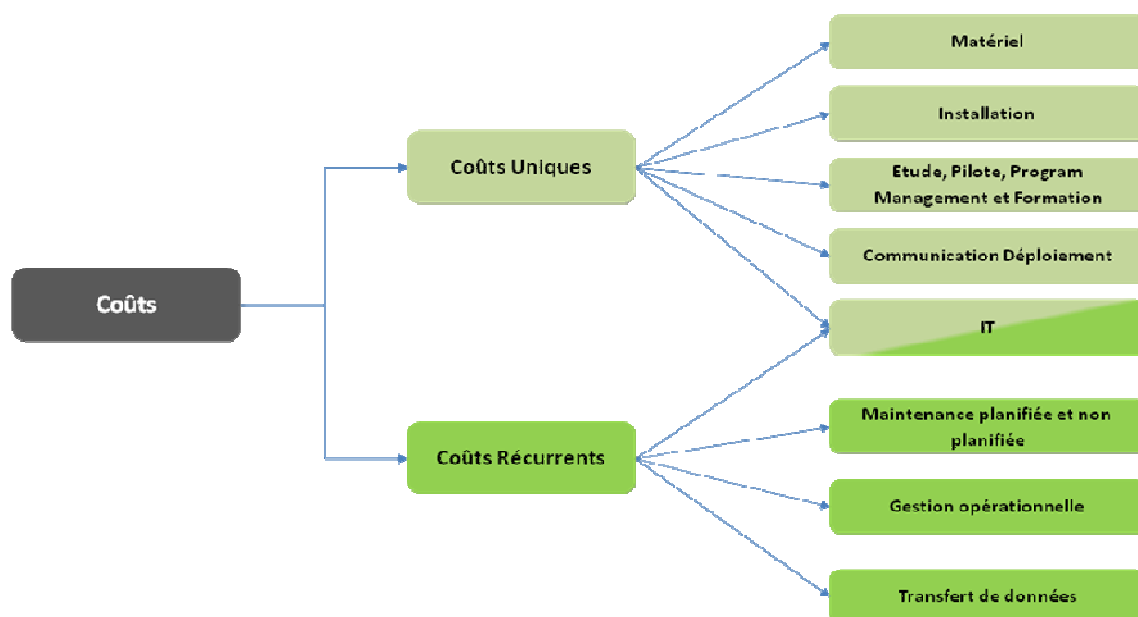 Coûts
Coûts Uniques
Matériel
Installation
Etude, Pilote, Program
Management et Formation
Communication Déploiement
IT
Coûts Récurrents
Maintenance planifiée et non
planifiée
Gestion opérationnelle
Transfert de données